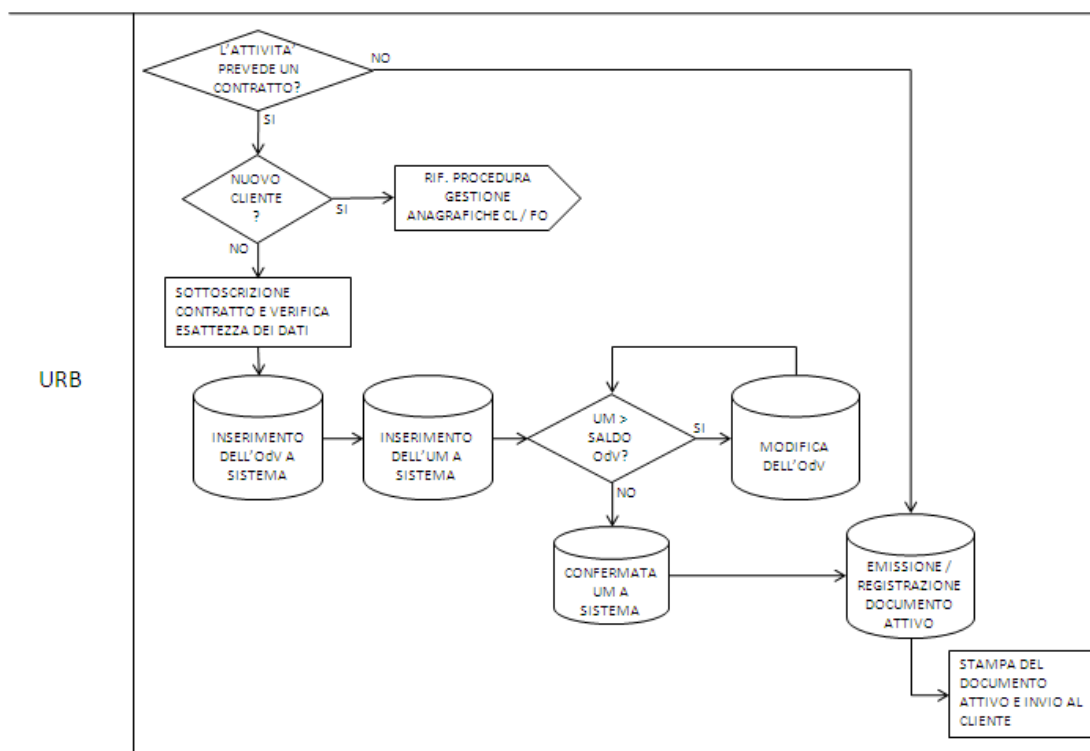 L'ATTIVITA'
PREVEDE UN
CONTRATTO?
NO
SI
NUOVO
CLIENTE
?
SI
RIF. PROCEDURA
GESTIONE
ANAGRAFICHE CL / FO
NO
SOTTOSCRIZIONE
CONTRATTO E VERIFICA
ESATTEZZA DEI DATI
URB
INSERIMENTO
DELL'OdV A
SISTEMA
INSERIMENTO
DELL'UM A
SISTEMA
UM >
SALDO
OdV?
SI
MODIFICA
DELL'OdV
NO
CONFERMATA
UM A
SISTEMA
EMISSIONE /
REGISTRAZIONE
DOCUMENTO
ATTIVO
STAMPA DEL
DOCUMENTO
ATTIVO E INVIO AL
CLIENTE